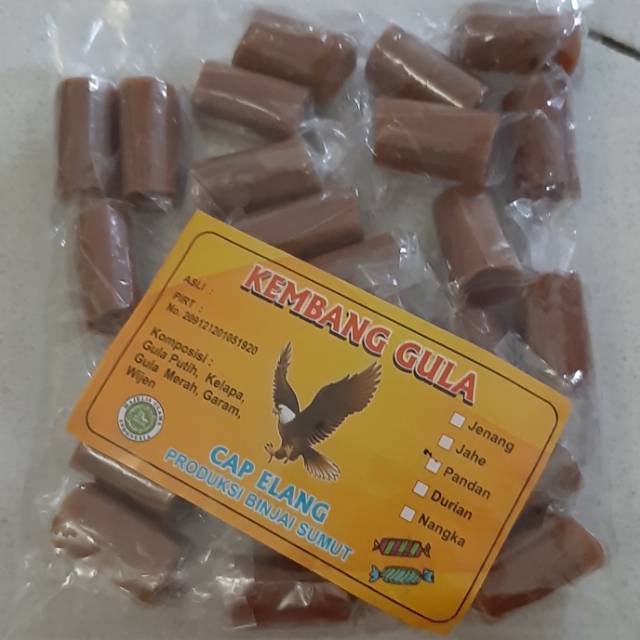 KEMBANG GULA
ASLI :
PIRT :
No. 209121201051920
Komposisi :
Gula Putih, Kelapa,
Gula Merah, Garam,
Wijen
CAP ELANG
PRODUKSI BINJAI SUMUT
Jenang
Jahe
Pandan
Durian
Nangka